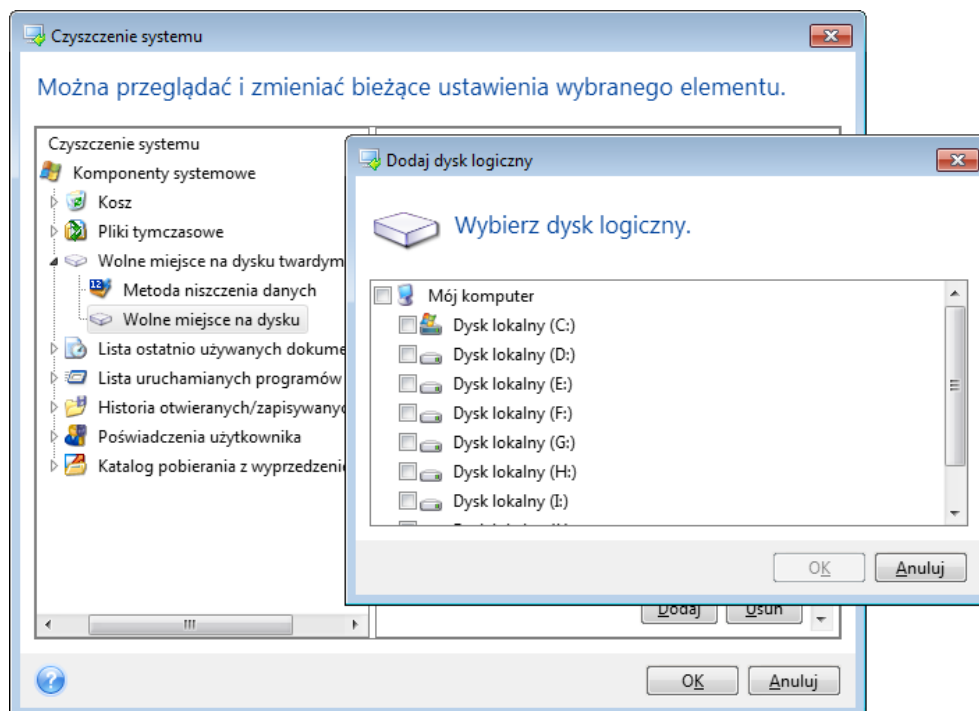 Czyszczenie systemu
Można przeglądać i zmieniać bieżące ustawienia wybranego elementu.
Czyszczenie systemu
Komponenty systemowe
Kosz
Pliki tymczasowe
Wolne miejsce na dysku twardym
Metoda niszczenia danych
Wolne miejsce na dysku
Lista ostatnio używanych
Lista uruchamianych programów
Historia otwieranych/
Poświadczenia użytkownika
Katalog pobierania z
Dodaj dysk logiczny
Wybierz dysk logiczny.
Mój komputer
Dysk lokalny (C:)
Dysk lokalny (D:)
Dysk lokalny (E:)
Dysk lokalny (F:)
Dysk lokalny (G:)
Dysk lokalny (H:)
Dysk lokalny (I:)
OK Anuluj
Dodaj Usuń
OK Anuluj